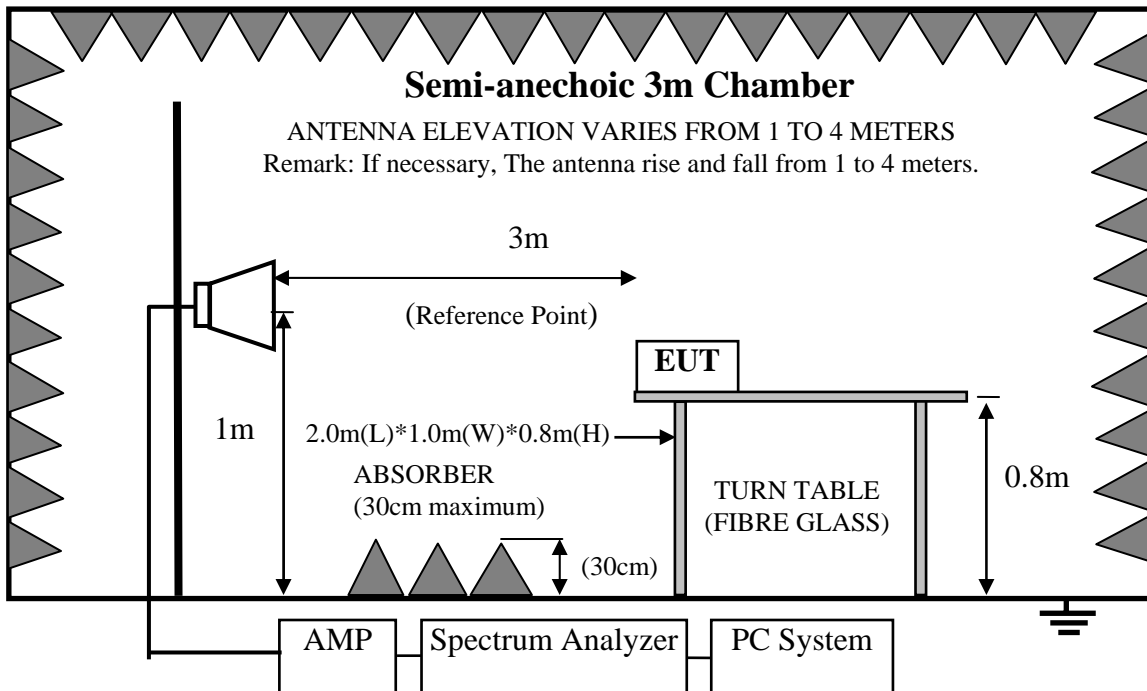 Semi-anechoic 3m Chamber
ANTENNA ELEVATION VARIES FROM 1 TO 4 METERS
Remark: If necessary, The antenna rise and fall from 1 to 4 meters.
3m
(Reference Point)
EUT
1m
2.0m(L)*1.0m(W)*0.8m(H)
ABSORBER
(30cm maximum)
TURN TABLE
(FIBRE GLASS)
0.8m
(30cm)
AMP
Spectrum Analyzer
PC System